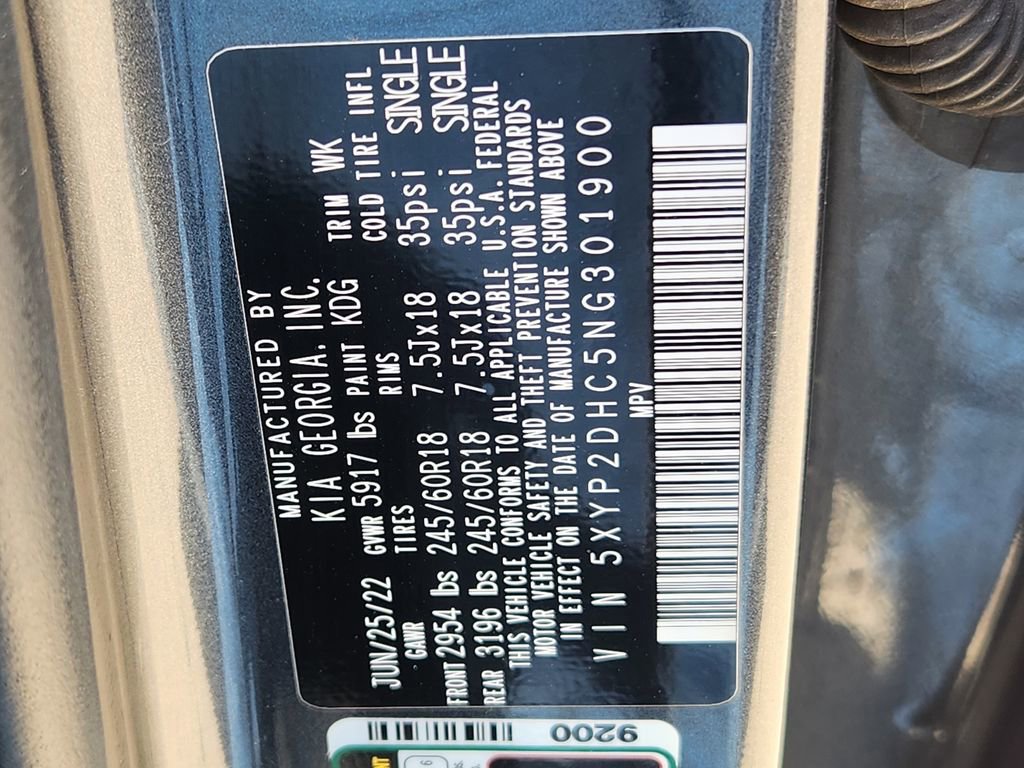 MANUFACTURED BY
KIA GEORGIA. INC.
JUN/25/22 GVWR 5917 lbs PAINT KDG TRIM WK
GAWR TIRES RIMS COLD TIRE INFL
FRONT 2954 lbs 245/60R18 7.5Jx18 35psi SINGLE
REAR 3196 lbs 245/60R18 7.5Jx18 35psi SINGLE
THIS VEHICLE CONFORMS TO ALL APPLICABLE U.S.A. FEDERAL
MOTOR VEHICLE SAFETY AND THEFT PREVENTION STANDARDS
IN EFFECT ON THE DATE OF MANUFACTURE SHOWN ABOVE
VIN 5XYP2DHC5NG301900
MPV
9200